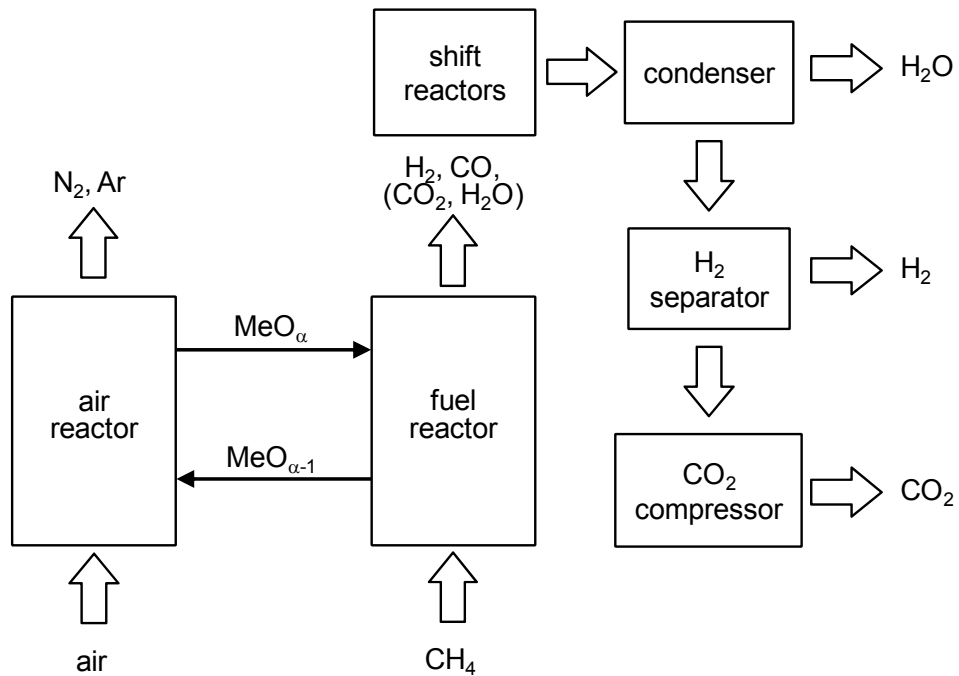 shift
reactors
condenser
H₂O
H₂, CO,
(CO₂, H₂O)
N₂, Ar
H₂
separator
H₂
MeOα
air
reactor
fuel
reactor
MeOα-1
CO₂
compressor
CO₂
air
CH₄